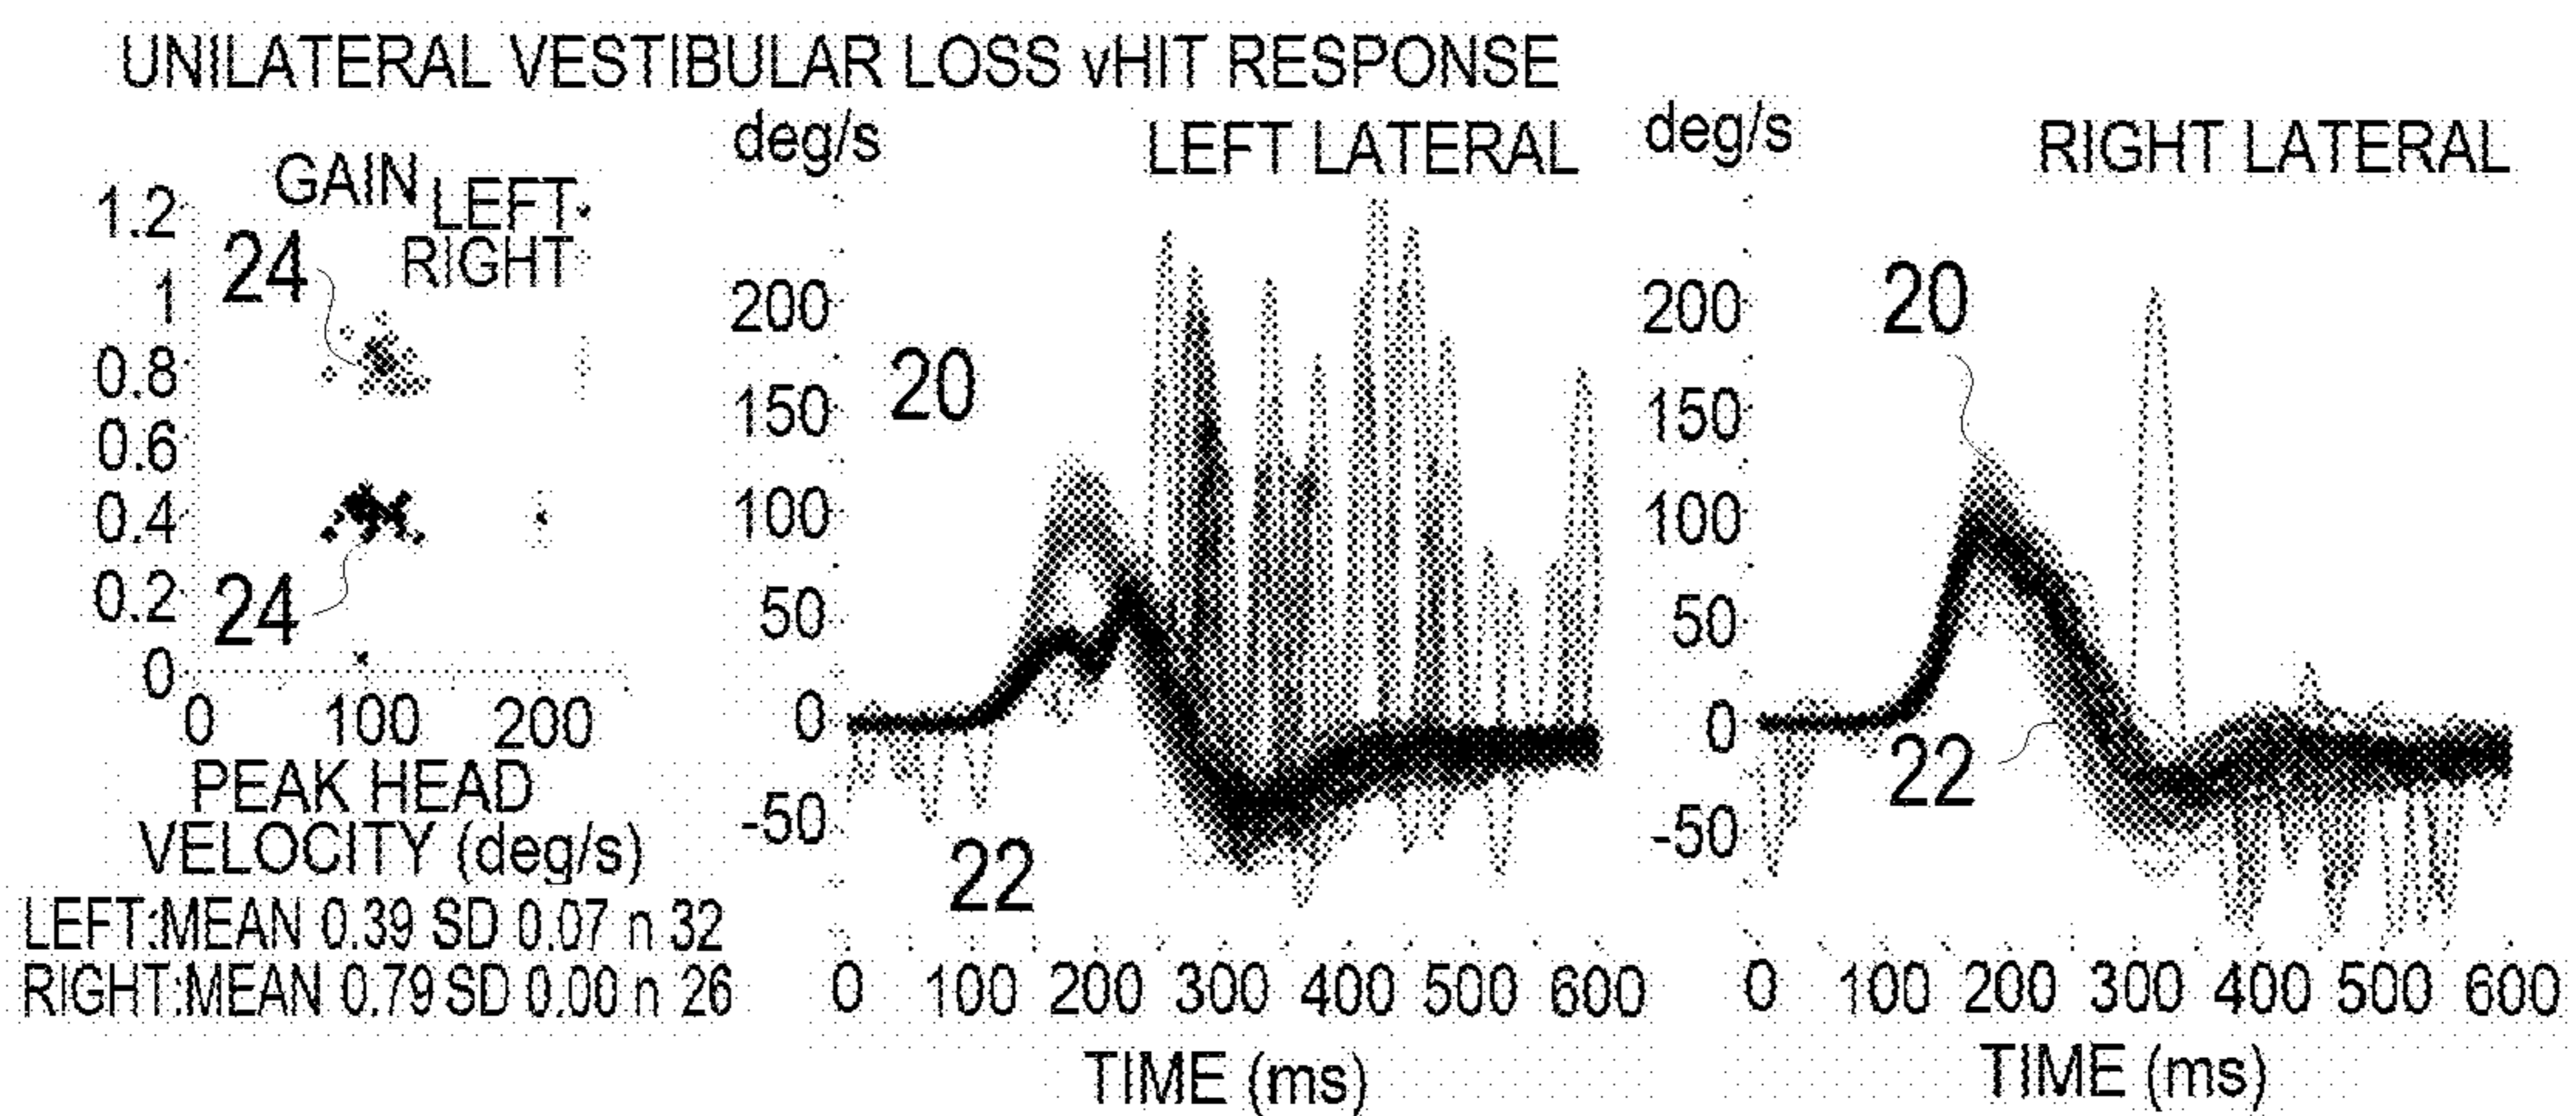 UNILATERAL VESTIBULAR LOSS vHIT RESPONSE
GAIN
LEFT
RIGHT
24
1.2
1
0.8
0.6
0.4
0.2
0
24
0 100 200
PEAK HEAD
VELOCITY (deg/s)
LEFT:MEAN 0.39 SD 0.07 n 32
RIGHT:MEAN 0.79 SD 0.00 n 26
deg/s
LEFT LATERAL
200
150
100
50
0
-50
20
22
0 100 200 300 400 500 600
TIME (ms)
deg/s
RIGHT LATERAL
200
150
100
50
0
-50
20
22
0 100 200 300 400 500 600
TIME (ms)